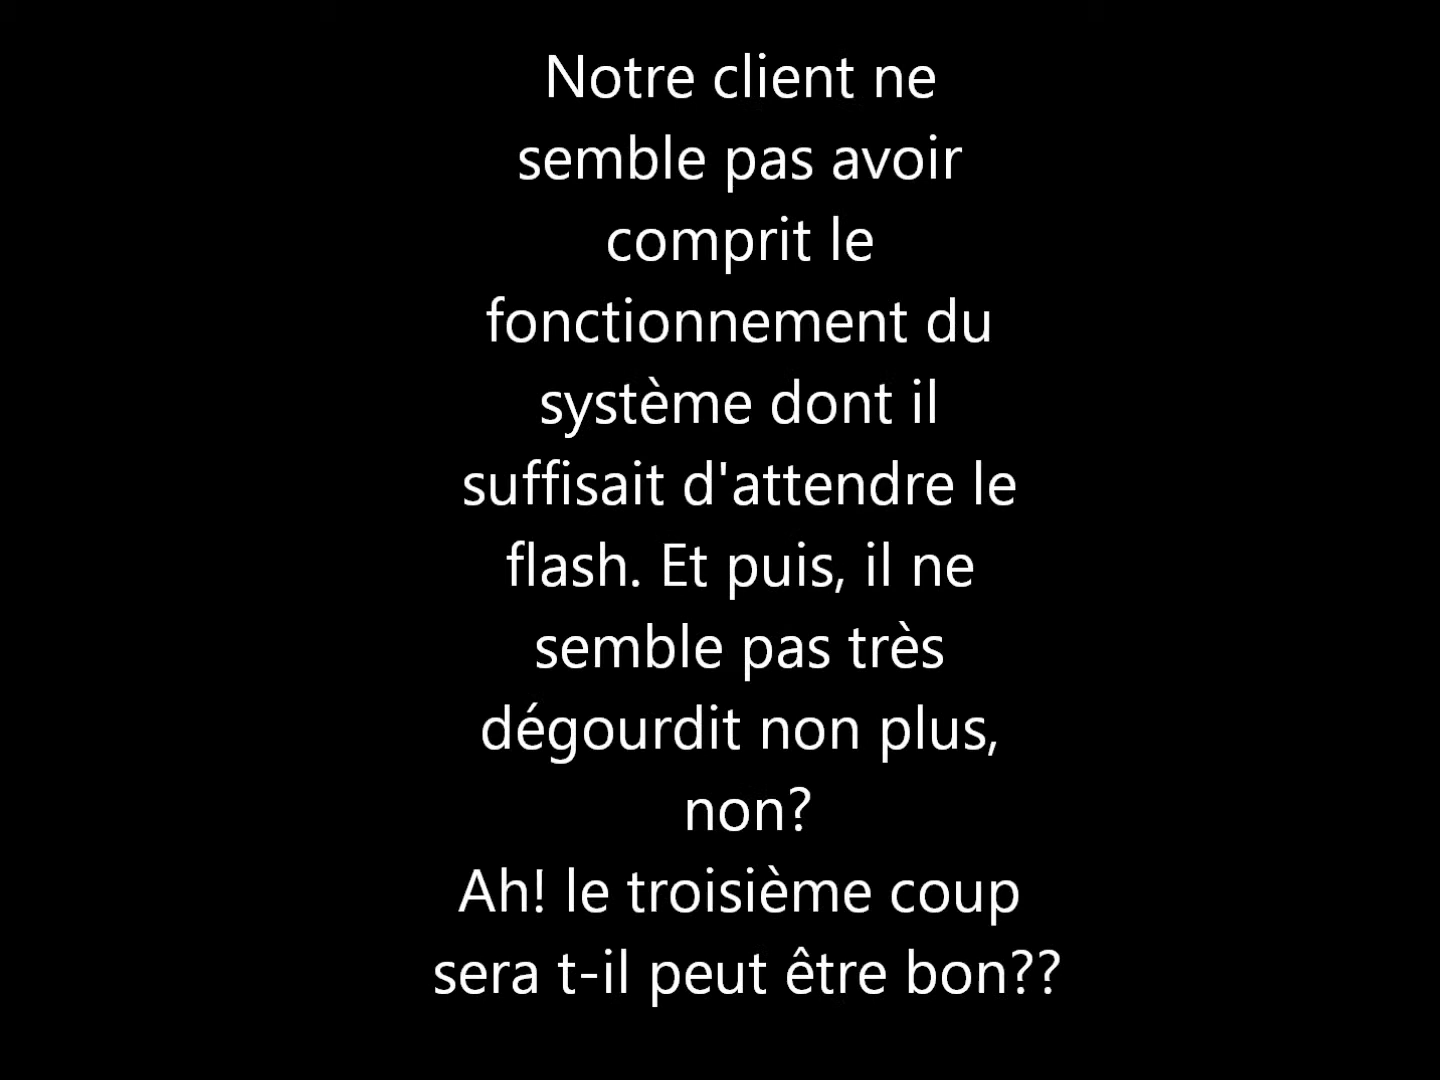 Notre client ne
semble pas avoir
comprit le
fonctionnement du
système dont il
suffisait d'attendre le
flash. Et puis, il ne
semble pas très
dégourdit non plus,
non?
Ah! le troisième coup
sera t-il peut être bon??